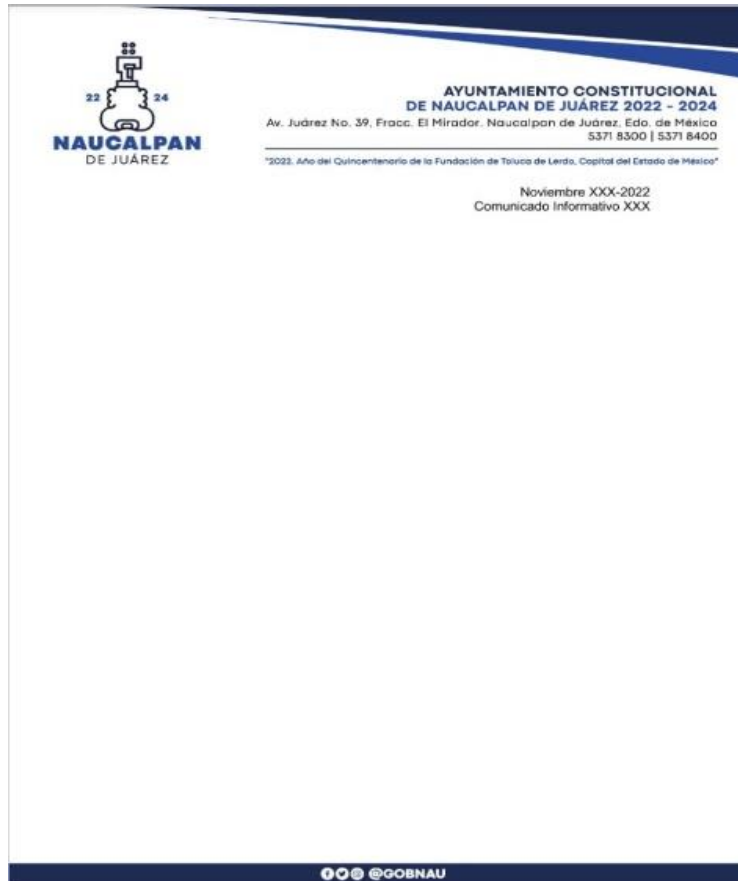 22 24
NAUCALPAN
DE JUÁREZ
AYUNTAMIENTO CONSTITUCIONAL
DE NAUCALPAN DE JUÁREZ 2022 - 2024
Av. Juárez No. 39, Fracc. El Mirador, Naucalpan de Juárez, Edo. de México
5371 8300 | 5371 8400
"2022. Año del Quincentenario de la Fundación de Toluca de Lerdo, Capital del Estado de México"
Noviembre XXX-2022
Comunicado Informativo XXX
@GOBNAU